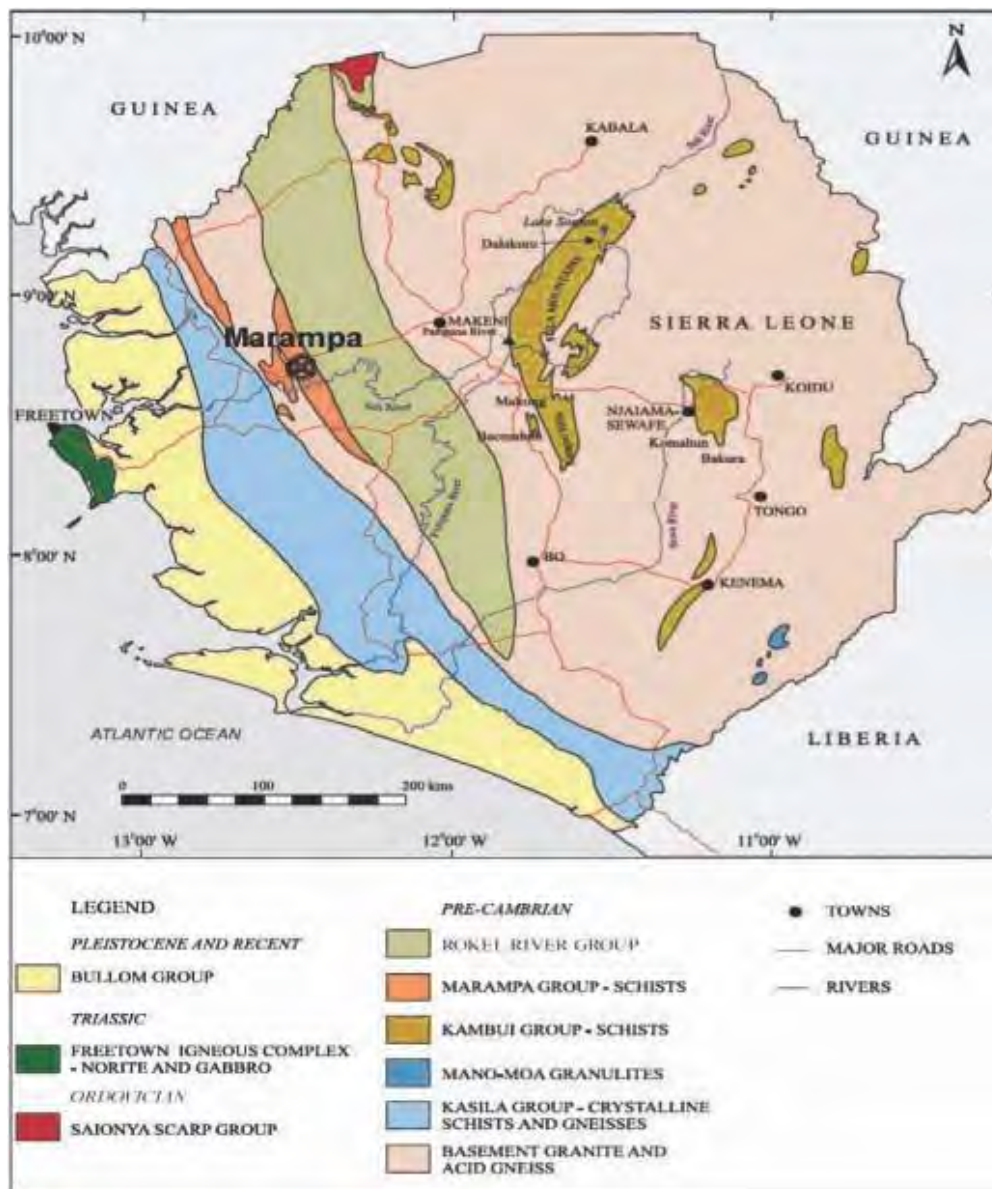 10°00' N
N
GUINEA
KABALA
GUINEA
Dalakuru
9°00' N
MAKENI
SIERRA LEONE
Marampa
KOIDU
FREETOWN
NJAIAMA-
SEWAFE
Komahun
Bakura
TONGO
8°00' N
BO
KENEMA
ATLANTIC OCEAN
LIBERIA
0 100 200 kms
7°00' N
13°00' W
12°00' W
11°00' W
LEGEND
PLEISTOCENE AND RECENT
BULLOM GROUP
TRIASSIC
FREETOWN IGNEOUS COMPLEX
- NORITE AND GABBRO
ORDOVICIAN
SAIONYA SCARP GROUP
PRE-CAMBRIAN
ROKEL RIVER GROUP
MARAMPA GROUP - SCHISTS
KAMBUI GROUP - SCHISTS
MANO-MOA GRANULITES
KASILA GROUP - CRYSTALLINE
SCHISTS AND GNEISSES
BASEMENT GRANITE AND
ACID GNEISS
TOWNS
MAJOR ROADS
RIVERS